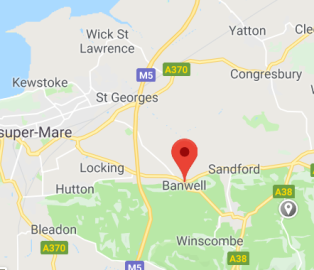 Yatton
Cle
Wick St
Lawrence
A370
M5
Congresbury
Kewstoke
St Georges
super-Mare
Locking
Sandford
Banwell
Hutton
A38
Bleadon
Winscombe
A370
M5
A38